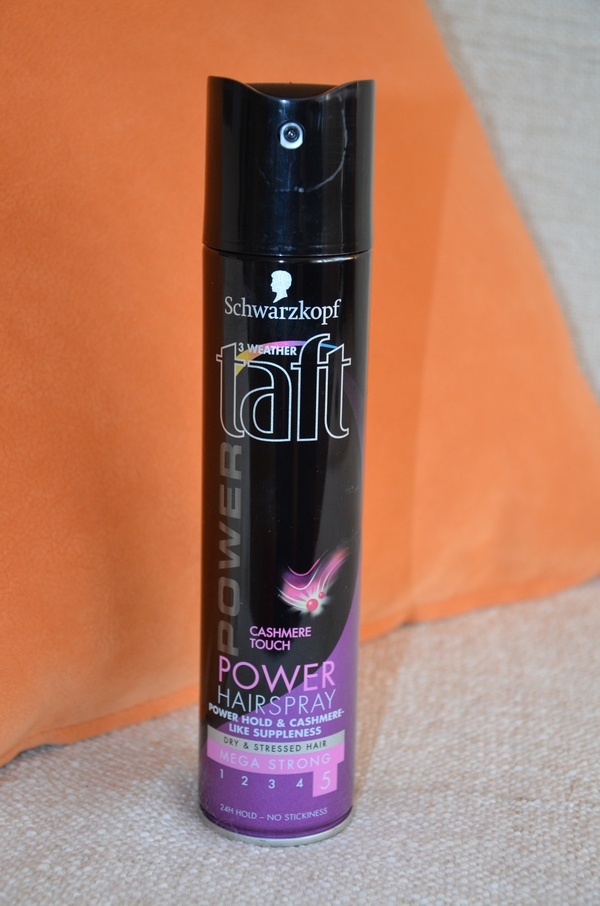 Schwarzkopf
3 WEATHER
taft
POWER
CASHMERE
TOUCH
POWER
HAIRSPRAY
POWER HOLD & CASHMERE-
LIKE SUPPLENESS
DRY & STRESSED HAIR
MEGA STRONG
1 2 3 4 5
24H HOLD – NO STICKINESS